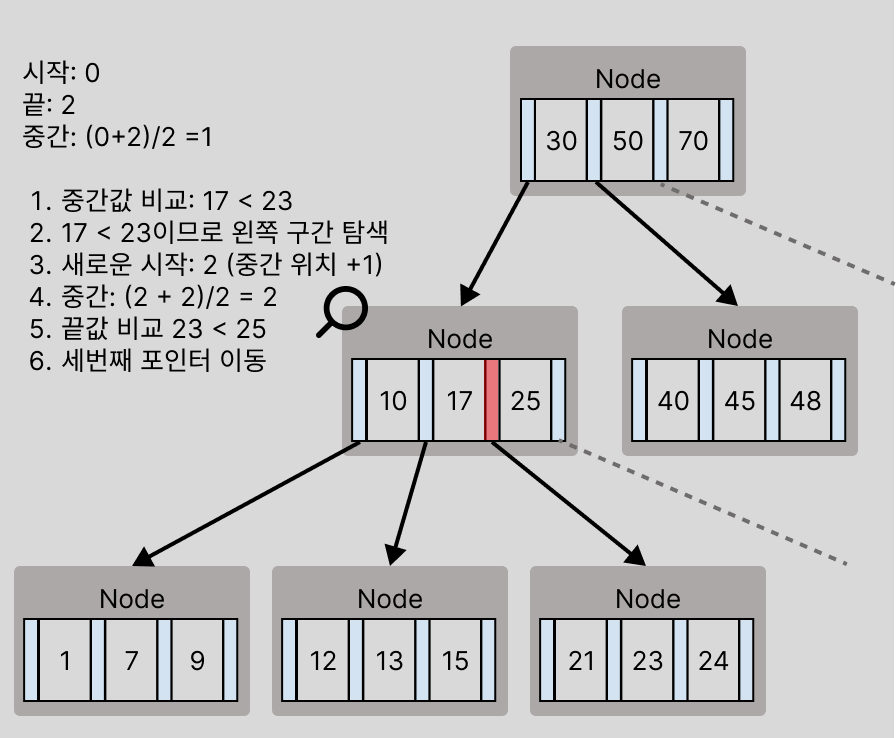 시작: 0
끝: 2
중간: (0+2)/2 =1
1. 중간값 비교: 17 < 23
2. 17 < 23이므로 왼쪽 구간 탐색
3. 새로운 시작: 2 (중간 위치 +1)
4. 중간: (2 + 2)/2 = 2
5. 끝값 비교 23 < 25
6. 세번째 포인터 이동
Node
30 50 70
Node
10 17 25
Node
40 45 48
Node
1 7 9
Node
12 13 15
Node
21 23 24